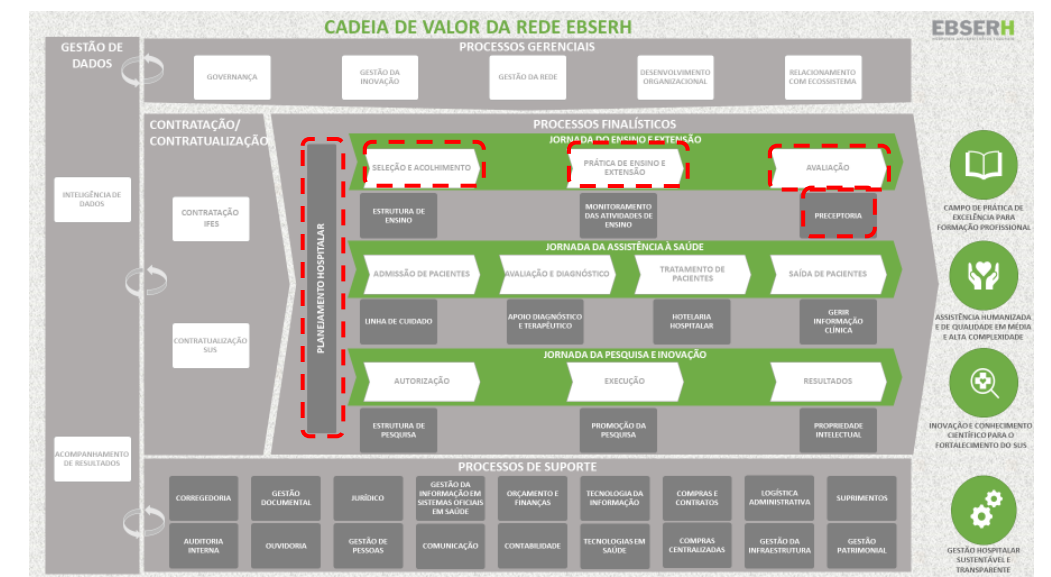 CADEIA DE VALOR DA REDE EBSERH
EBSERH
GESTÃO DE
DADOS
INTELIGÊNCIA DE
DADOS
ACOMPANHAMENTO
DE RESULTADOS
PROCESSOS GERENCIAIS
GOVERNANÇA
GESTÃO DA
INOVAÇÃO
GESTÃO DA REDE
DESENVOLVIMENTO
ORGANIZACIONAL
RELACIONAMENTO
COM ECOSSISTEMA
CONTRATAÇÃO/
CONTRATUALIZAÇÃO
CONTRATAÇÃO
IFES
CONTRATUALIZAÇÃO
SUS
PROCESSOS FINALÍSTICOS
PLANEJAMENTO HOSPITALAR
JORNADA DO ENSINO E EXTENSÃO
SELEÇÃO E ACOLHIMENTO
PRÁTICA DE ENSINO E
EXTENSÃO
AVALIAÇÃO
ESTRUTURA DE
ENSINO
MONITORAMENTO
DAS ATIVIDADES DE
ENSINO
PRECEPTORIA
JORNADA DA ASSISTÊNCIA À SAÚDE
ADMISSÃO DE PACIENTES
AVALIAÇÃO E DIAGNÓSTICO
TRATAMENTO DE
PACIENTES
SAÍDA DE PACIENTES
LINHA DE CUIDADO
APOIO DIAGNÓSTICO
E TERAPÊUTICO
HOTELARIA
HOSPITALAR
GERIR
INFORMAÇÃO
CLÍNICA
JORNADA DA PESQUISA E INOVAÇÃO
AUTORIZAÇÃO
EXECUÇÃO
RESULTADOS
ESTRUTURA DE
PESQUISA
PROMOÇÃO DA
PESQUISA
PROPRIEDADE
INTELECTUAL
PROCESSOS DE SUPORTE
CORREGEDORIA
GESTÃO
DOCUMENTAL
JURÍDICO
GESTÃO DA
INFORMAÇÃO EM
SISTEMAS OFICIAIS
EM SAÚDE
ORÇAMENTO E
FINANÇAS
TECNOLOGIA DA
INFORMAÇÃO
COMPRAS E
CONTRATOS
LOGÍSTICA
ADMINISTRATIVA
SUPRIMENTOS
AUDITORIA
INTERNA
OUVIDORIA
GESTÃO DE
PESSOAS
COMUNICAÇÃO
CONTABILIDADE
TECNOLOGIAS EM
SAÚDE
COMPRAS
CENTRALIZADAS
GESTÃO DA
INFRAESTRUTURA
GESTÃO
PATRIMONIAL
CAMPO DE PRÁTICA DE
EXCELÊNCIA PARA
FORMAÇÃO PROFISSIONAL
ASSISTÊNCIA HUMANIZADA
E DE QUALIDADE EM MÉDIA
E ALTA COMPLEXIDADE
INOVAÇÃO E CONHECIMENTO
CIENTÍFICO PARA O
FORTALECIMENTO DO SUS
GESTÃO HOSPITALAR
SUSTENTÁVEL E
TRANSPARENTE